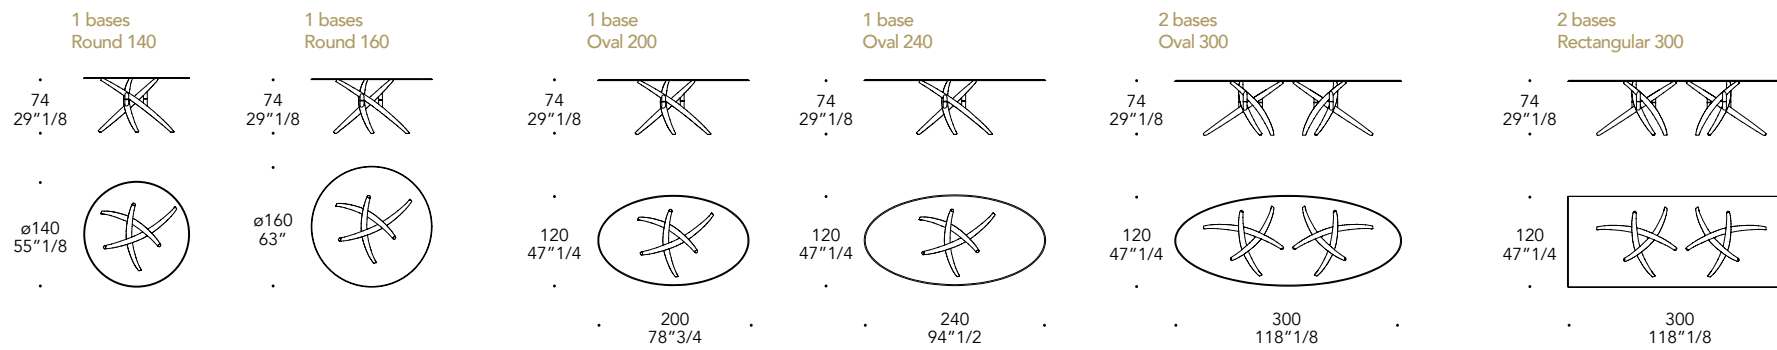 1 bases
Round 140
74
29”1/8
ø140
55”1/8
1 bases
Round 160
74
29”1/8
ø160
63”
1 base
Oval 200
74
29”1/8
120
47”1/4
200
78”3/4
1 base
Oval 240
74
29”1/8
120
47”1/4
240
94”1/2
2 bases
Oval 300
74
29”1/8
120
47”1/4
300
118”1/8
2 bases
Rectangular 300
74
29”1/8
120
47”1/4
300
118”1/8